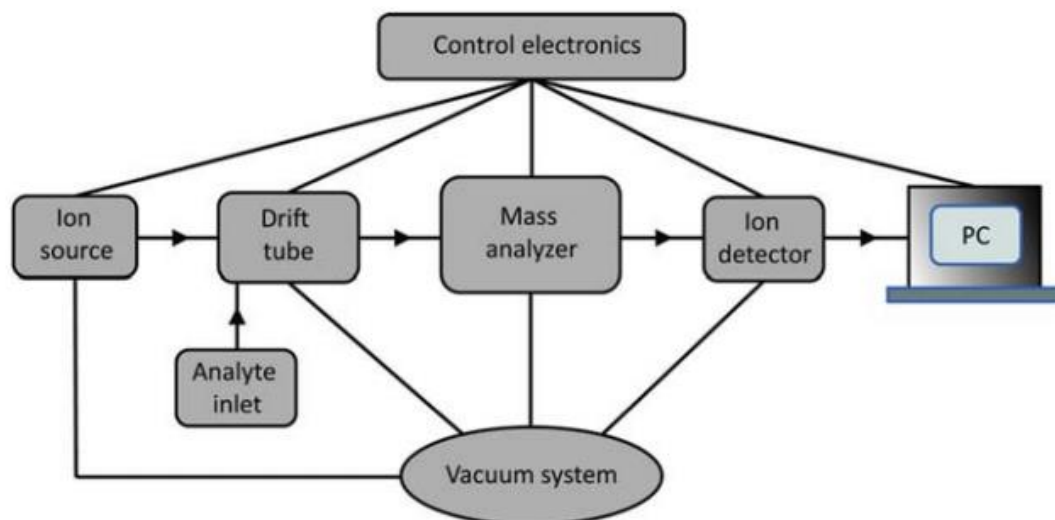 Control electronics
Ion
source
Drift
tube
Mass
analyzer
Ion
detector
PC
Analyte
inlet
Vacuum system